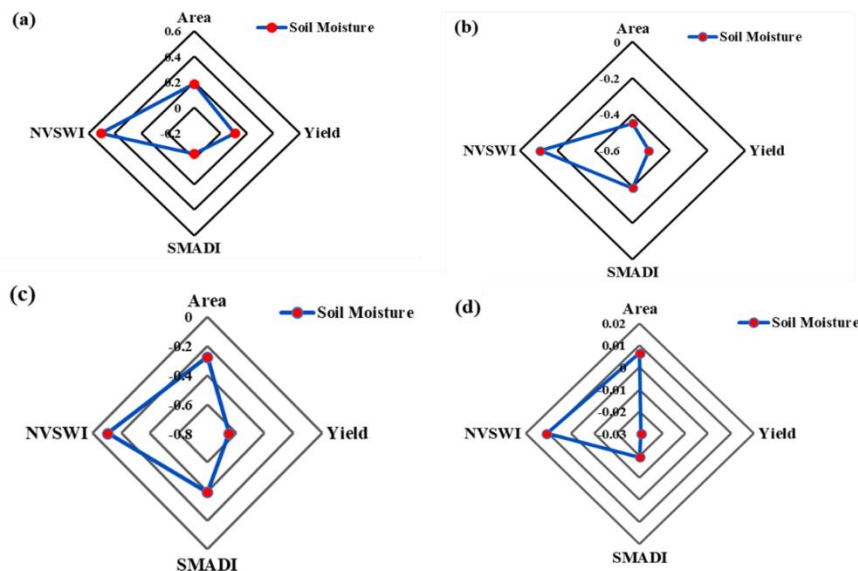 (a)
Area
Soil Moisture
0.6
0.4
0.2
0
-0.2
NVSWI
Yield
SMADI
(b)
Area
Soil Moisture
0
-0.2
-0.4
-0.6
NVSWI
Yield
SMADI
(c)
Area
Soil Moisture
0
-0.2
-0.4
-0.6
-0.8
NVSWI
Yield
SMADI
(d)
Area
Soil Moisture
0.02
0.01
0
-0.01
-0.02
-0.03
NVSWI
Yield
SMADI